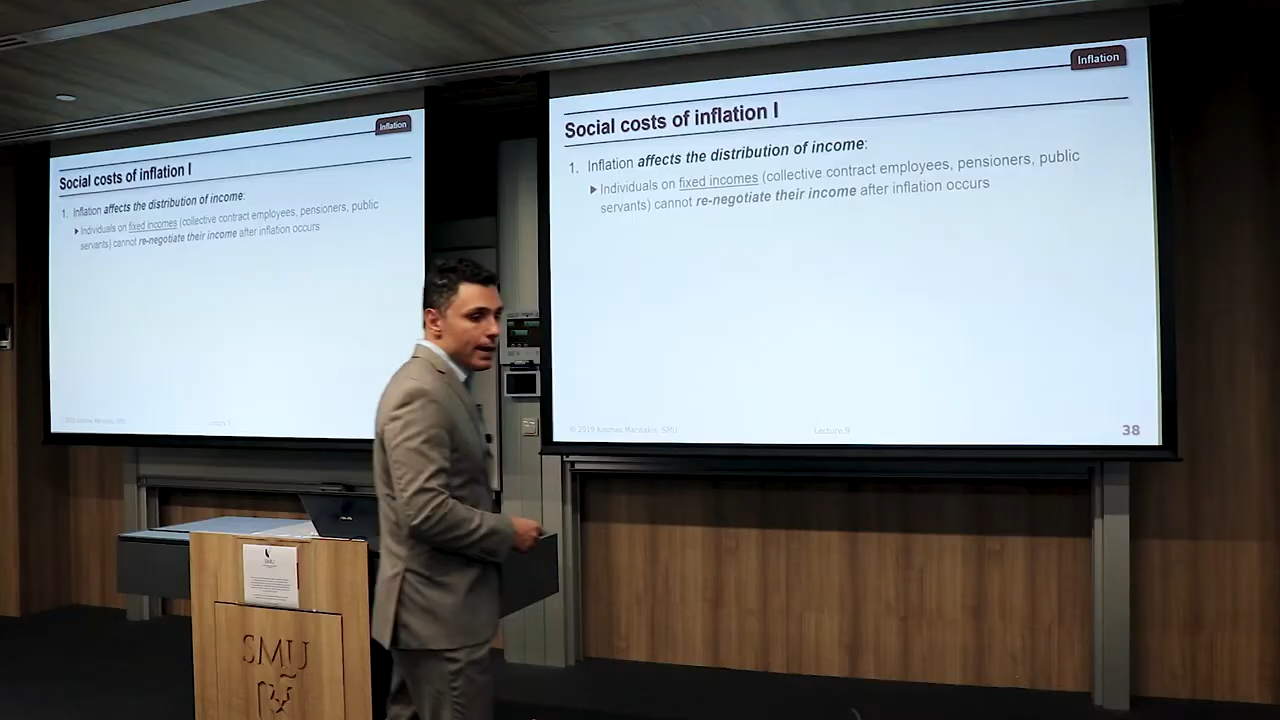 Inflation
Social costs of inflation I
1. Inflation affects the distribution of income:
Individuals on fixed incomes (collective contract employees, pensioners, public
servants) cannot re-negotiate their income after inflation occurs
Inflation
Social costs of inflation I
1. Inflation affects the distribution of income:
Individuals on fixed incomes (collective contract employees, pensioners, public
servants) cannot re-negotiate their income after inflation occurs
© 2019 Kosmas Marinakis, SMU
Lecture 9
38
SMU